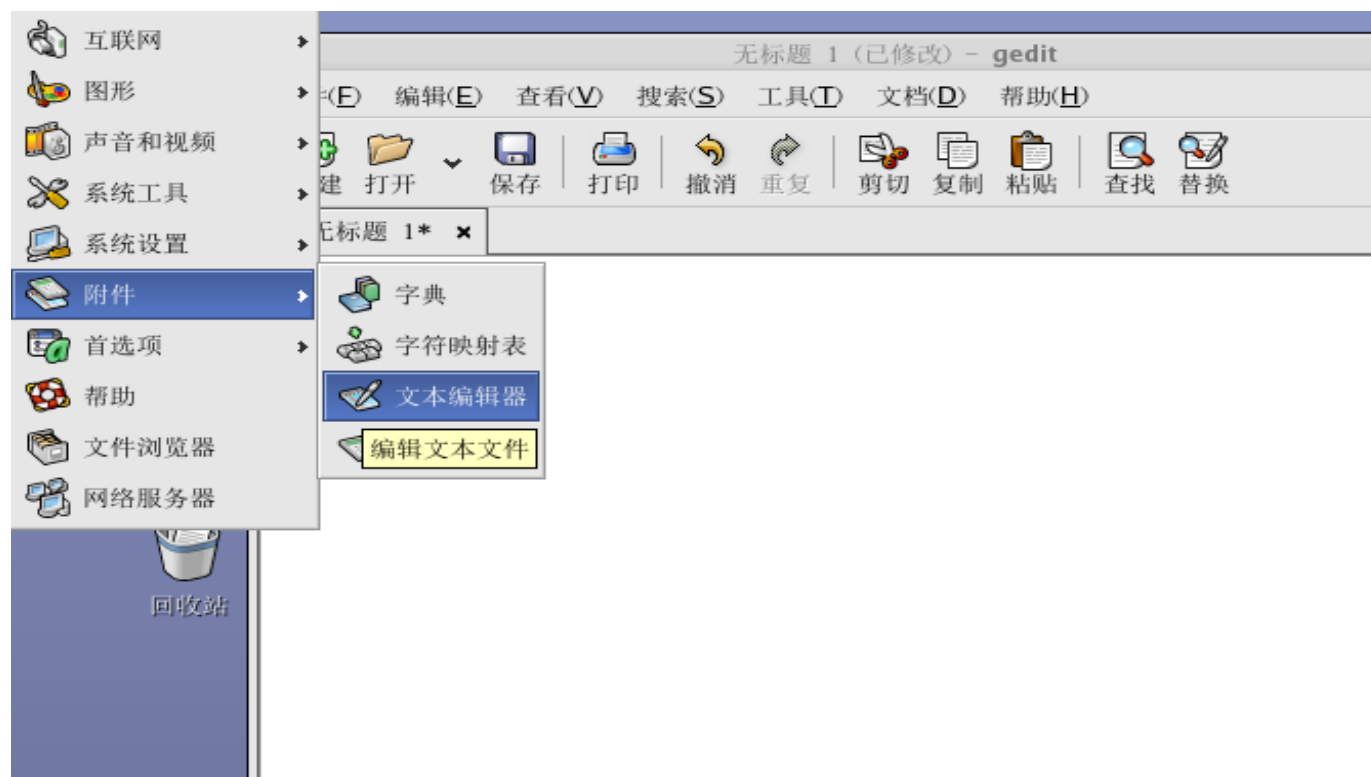 互联网
图形
声音和视频
系统工具
系统设置
附件
首选项
帮助
文件浏览器
网络服务器
无标题 1 (已修改) - gedit
(F) 编辑(E) 查看(V) 搜索(S) 工具(T) 文档(D) 帮助(H)
建 打开 保存 打印 撤消 重复 剪切 复制 粘贴 查找 替换
无标题 1*
字典
字符映射表
文本编辑器
编辑文本文件
回收站